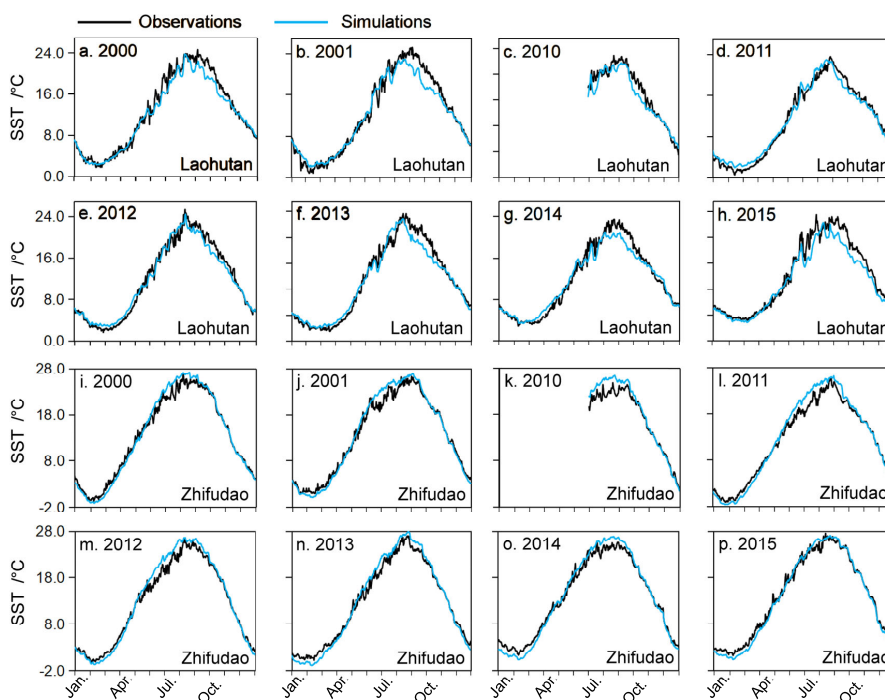 Observations Simulations
a. 2000 b. 2001 c. 2010 d. 2011
24.0
16.0
8.0
0.0
SST /°C
Laohutan Laohutan Laohutan Laohutan
e. 2012 f. 2013 g. 2014 h. 2015
24.0
16.0
8.0
0.0
SST /°C
Laohutan Laohutan Laohutan Laohutan
28.0
i. 2000 j. 2001 k. 2010 l. 2011
18.0
8.0
-2.0
SST /°C
Zhifudao Zhifudao Zhifudao Zhifudao
28.0
m. 2012 n. 2013 o. 2014 p. 2015
18.0
8.0
-2.0
SST /°C
Zhifudao Zhifudao Zhifudao Zhifudao
Jan. Apr. Jul. Oct. Jan. Apr. Jul. Oct. Jan. Apr. Jul. Oct. Jan. Apr. Jul. Oct.